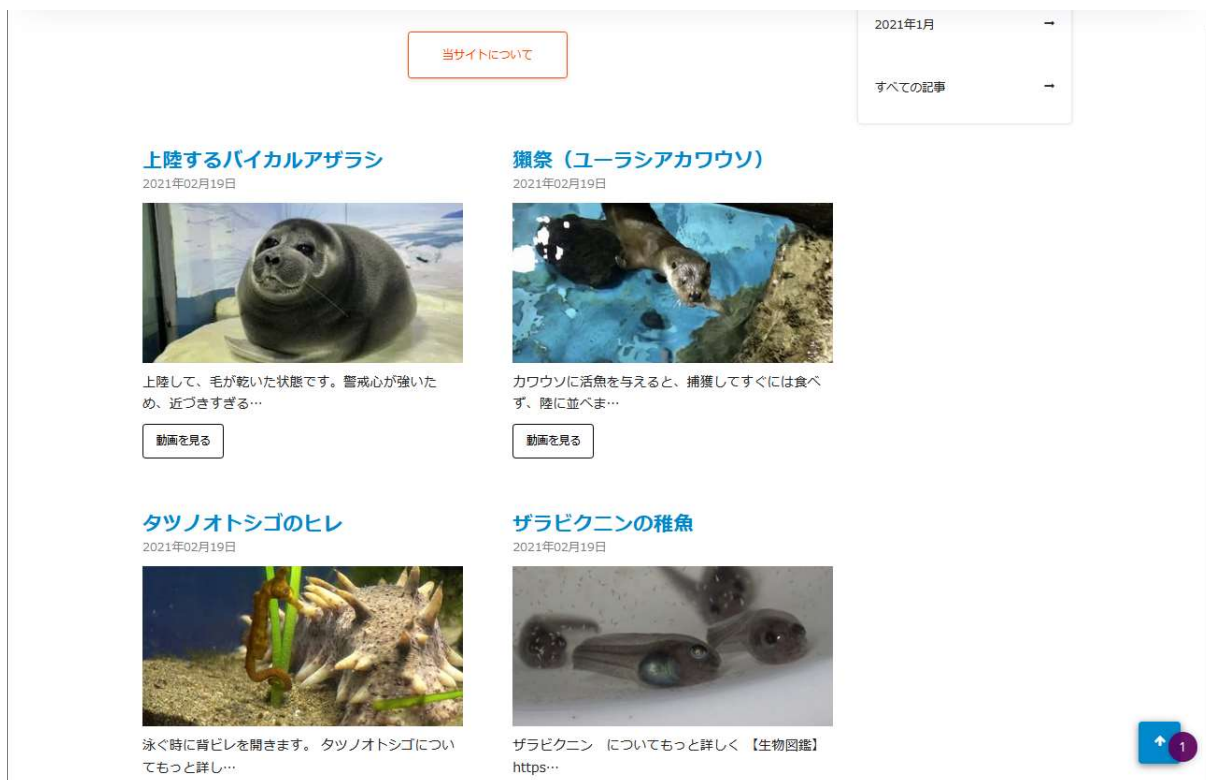 2021年1月
すべての記事
当サイトについて
上陸するバイカルアザラシ
2021年02月19日
上陸して、毛が乾いた状態です。警戒心が強いた
め、近づきすぎる…
動画を見る
獺祭（ユーラシアカワウソ）
2021年02月19日
カワウソに活魚を与えると、捕獲してすぐには食べ
ず、陸に並べま…
動画を見る
タツノオトシゴのヒレ
2021年02月19日
泳ぐ時に背ビレを開きます。 タツノオトシゴについ
てもっと詳し…
ザラビクニンの稚魚
2021年02月19日
ザラビクニン　についてもっと詳しく 【生物図鑑】
https…
1